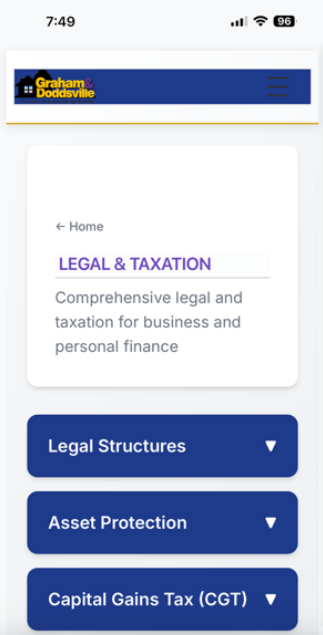 7:49
96
Graham&
Doddsville
← Home
LEGAL & TAXATION
Comprehensive legal and
taxation for business and
personal finance
Legal Structures ▼
Asset Protection ▼
Capital Gains Tax (CGT) ▼